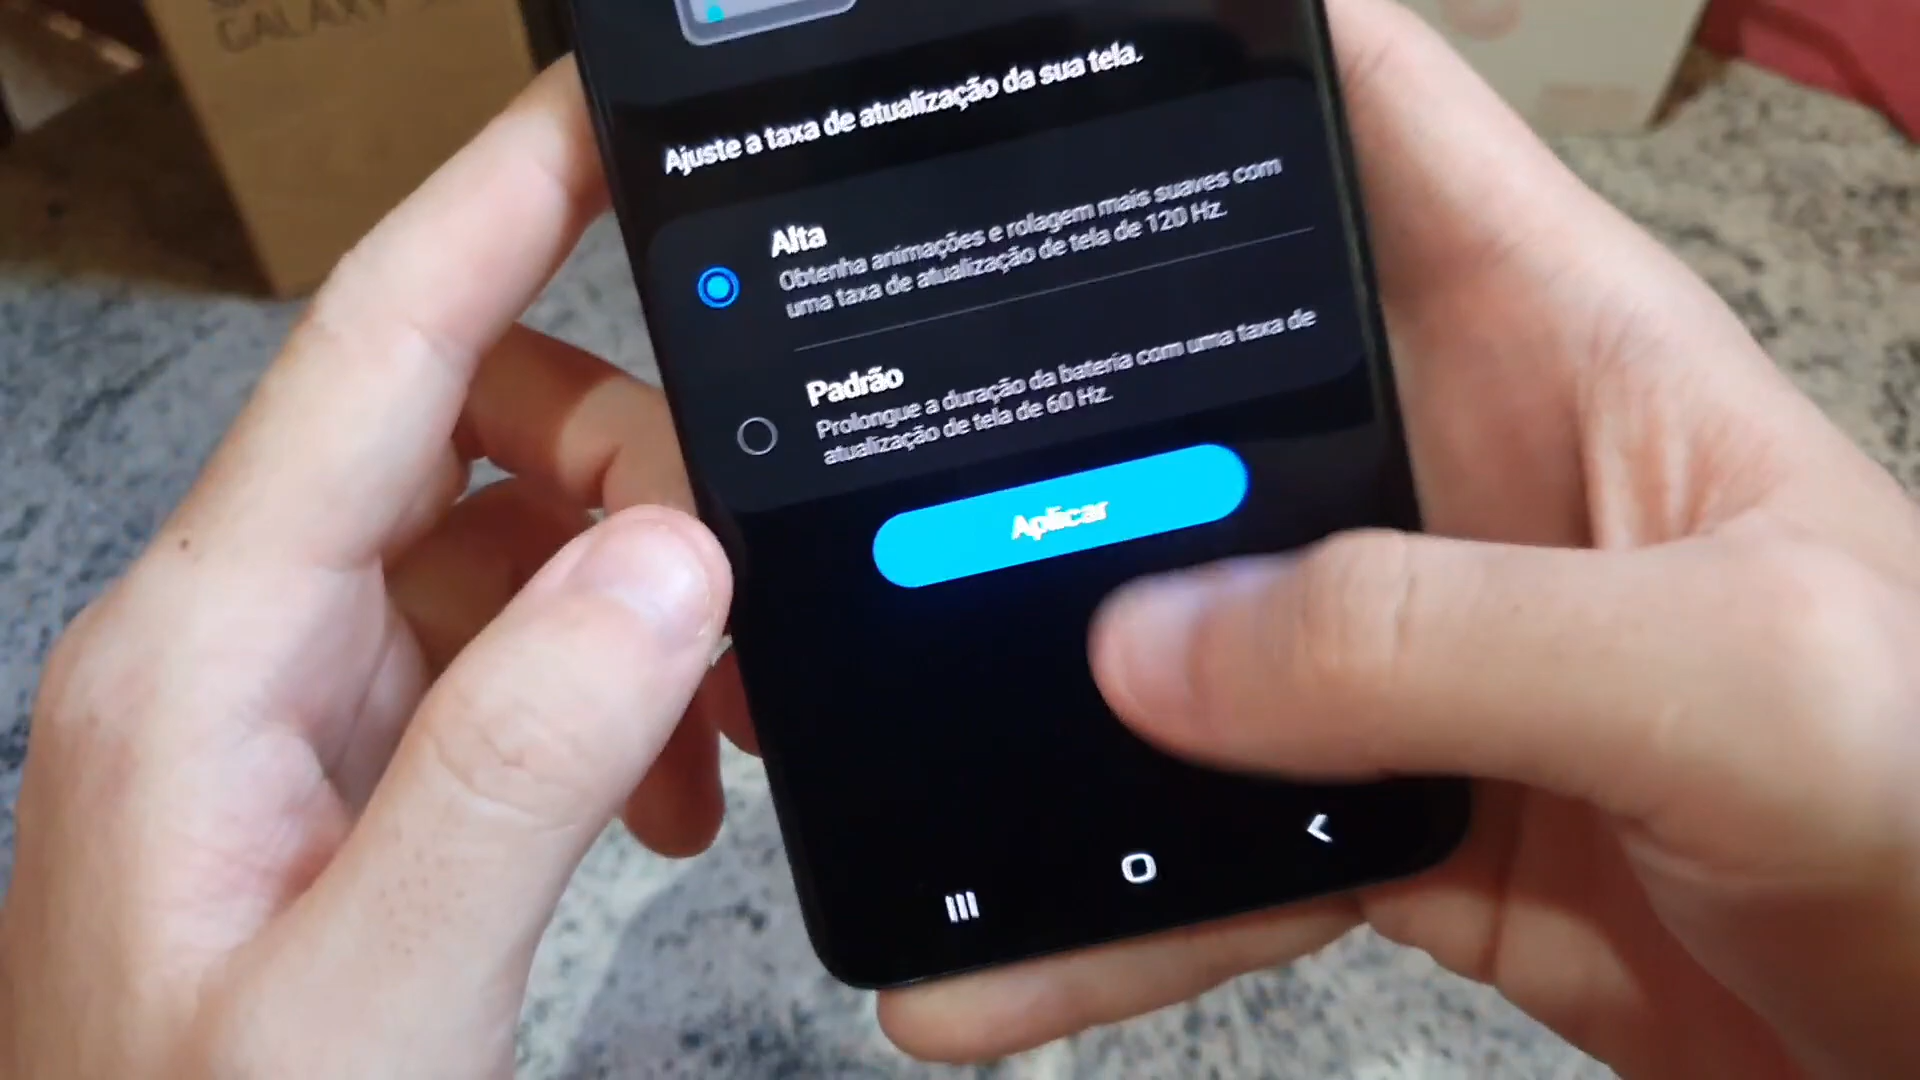 GALAXY
Ajuste a taxa de atualização da sua tela.
Alta
Obtenha animações e rolagem mais suaves com
uma taxa de atualização de tela de 120 Hz.
Padrão
Prolongue a duração da bateria com uma taxa de
atualização de tela de 60 Hz.
Aplicar